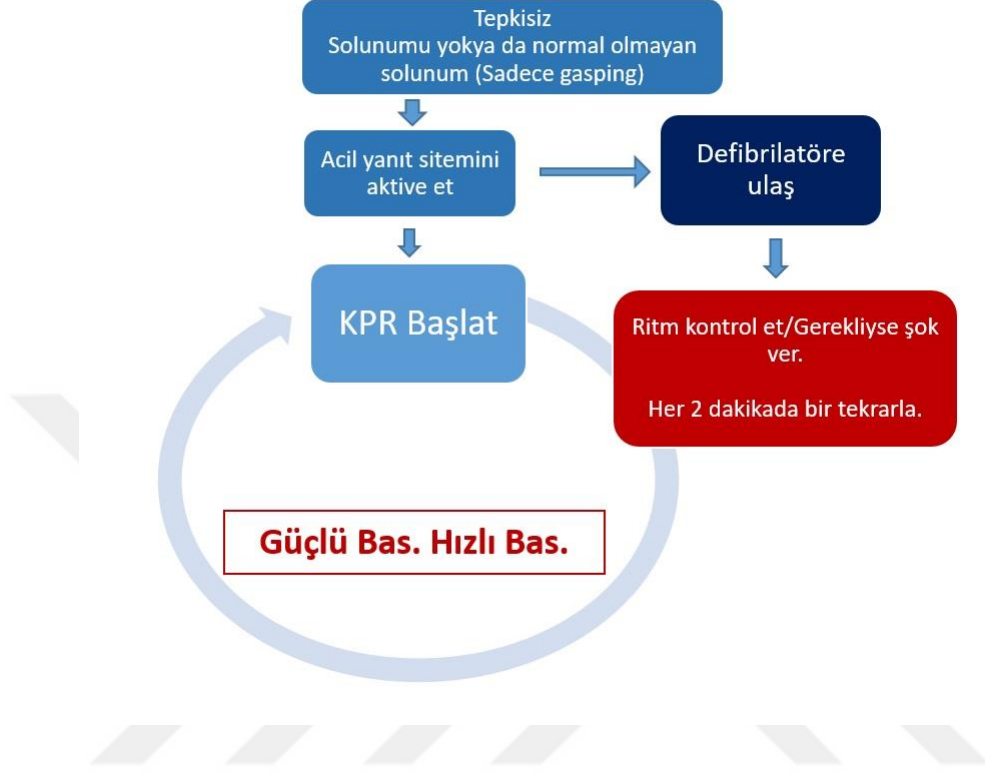 Tepkisiz
Solunumu yokya da normal olmayan
solunum (Sadece gasping)
Acil yanıt sitemini
aktive et
Defibrilatöre
ulaş
KPR Başlat
Ritm kontrol et/Gerekliyse şok
ver.
Her 2 dakikada bir tekrarla.
Güçlü Bas. Hızlı Bas.